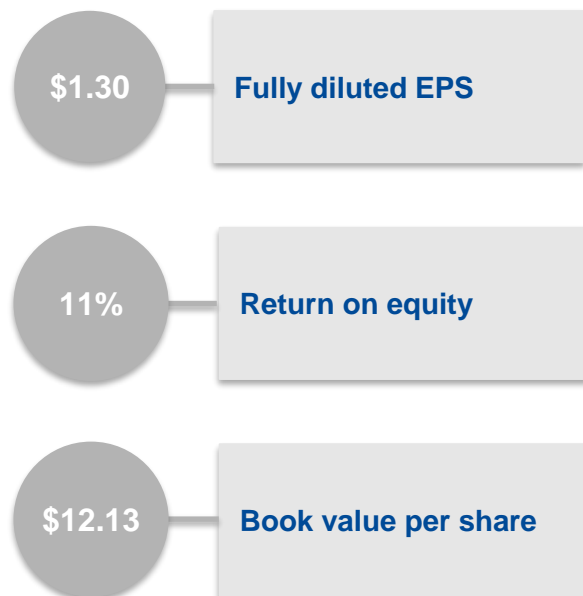 $1.30 Fully diluted EPS
11% Return on equity
$12.13 Book value per share